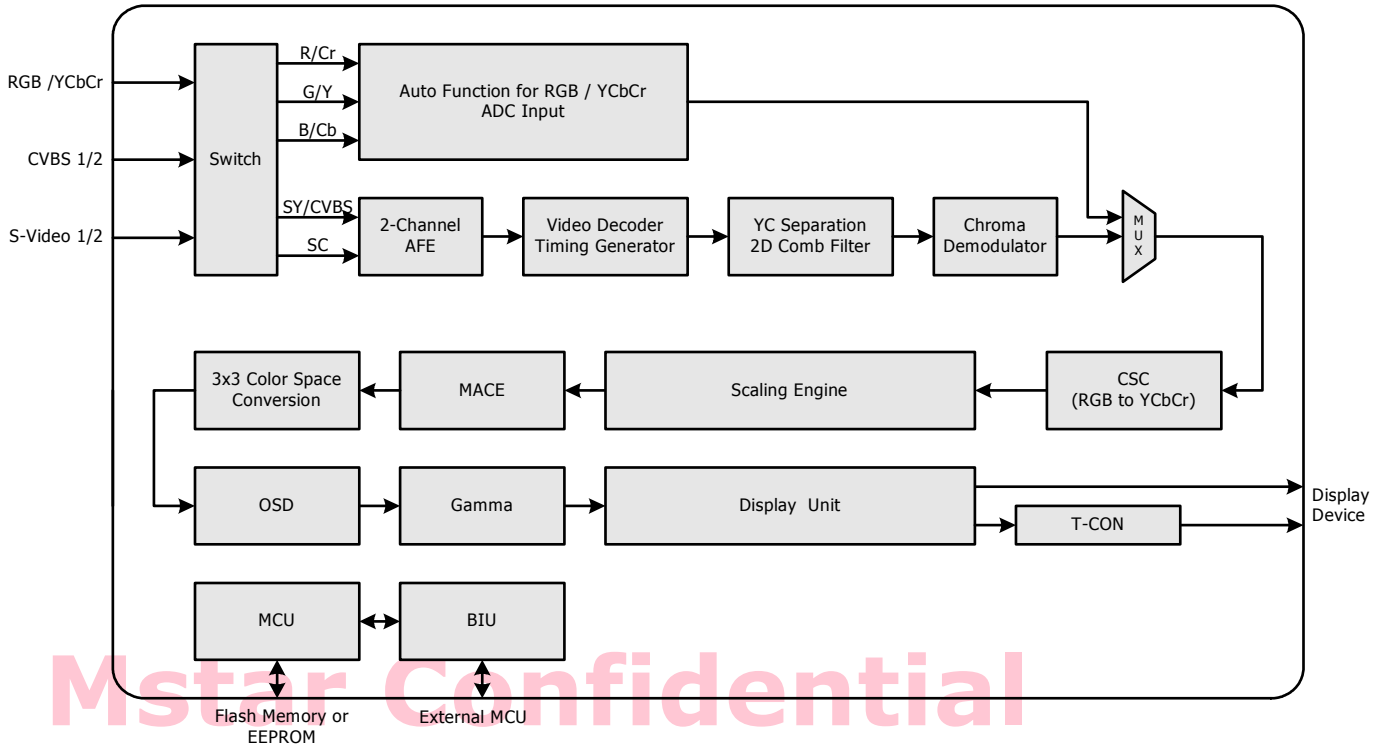 R/Cr
RGB /YCbCr
G/Y
Auto Function for RGB / YCbCr
ADC Input
B/Cb
CVBS 1/2
Switch
SY/CVBS
S-Video 1/2
SC
2-Channel
AFE
Video Decoder
Timing Generator
YC Separation
2D Comb Filter
Chroma
Demodulator
M
U
X
3x3 Color Space
Conversion
MACE
Scaling Engine
CSC
(RGB to YCbCr)
OSD
Gamma
Display Unit
T-CON
Display
Device
MCU
BIU
Mstar Confidential
Flash Memory or
EEPROM
External MCU